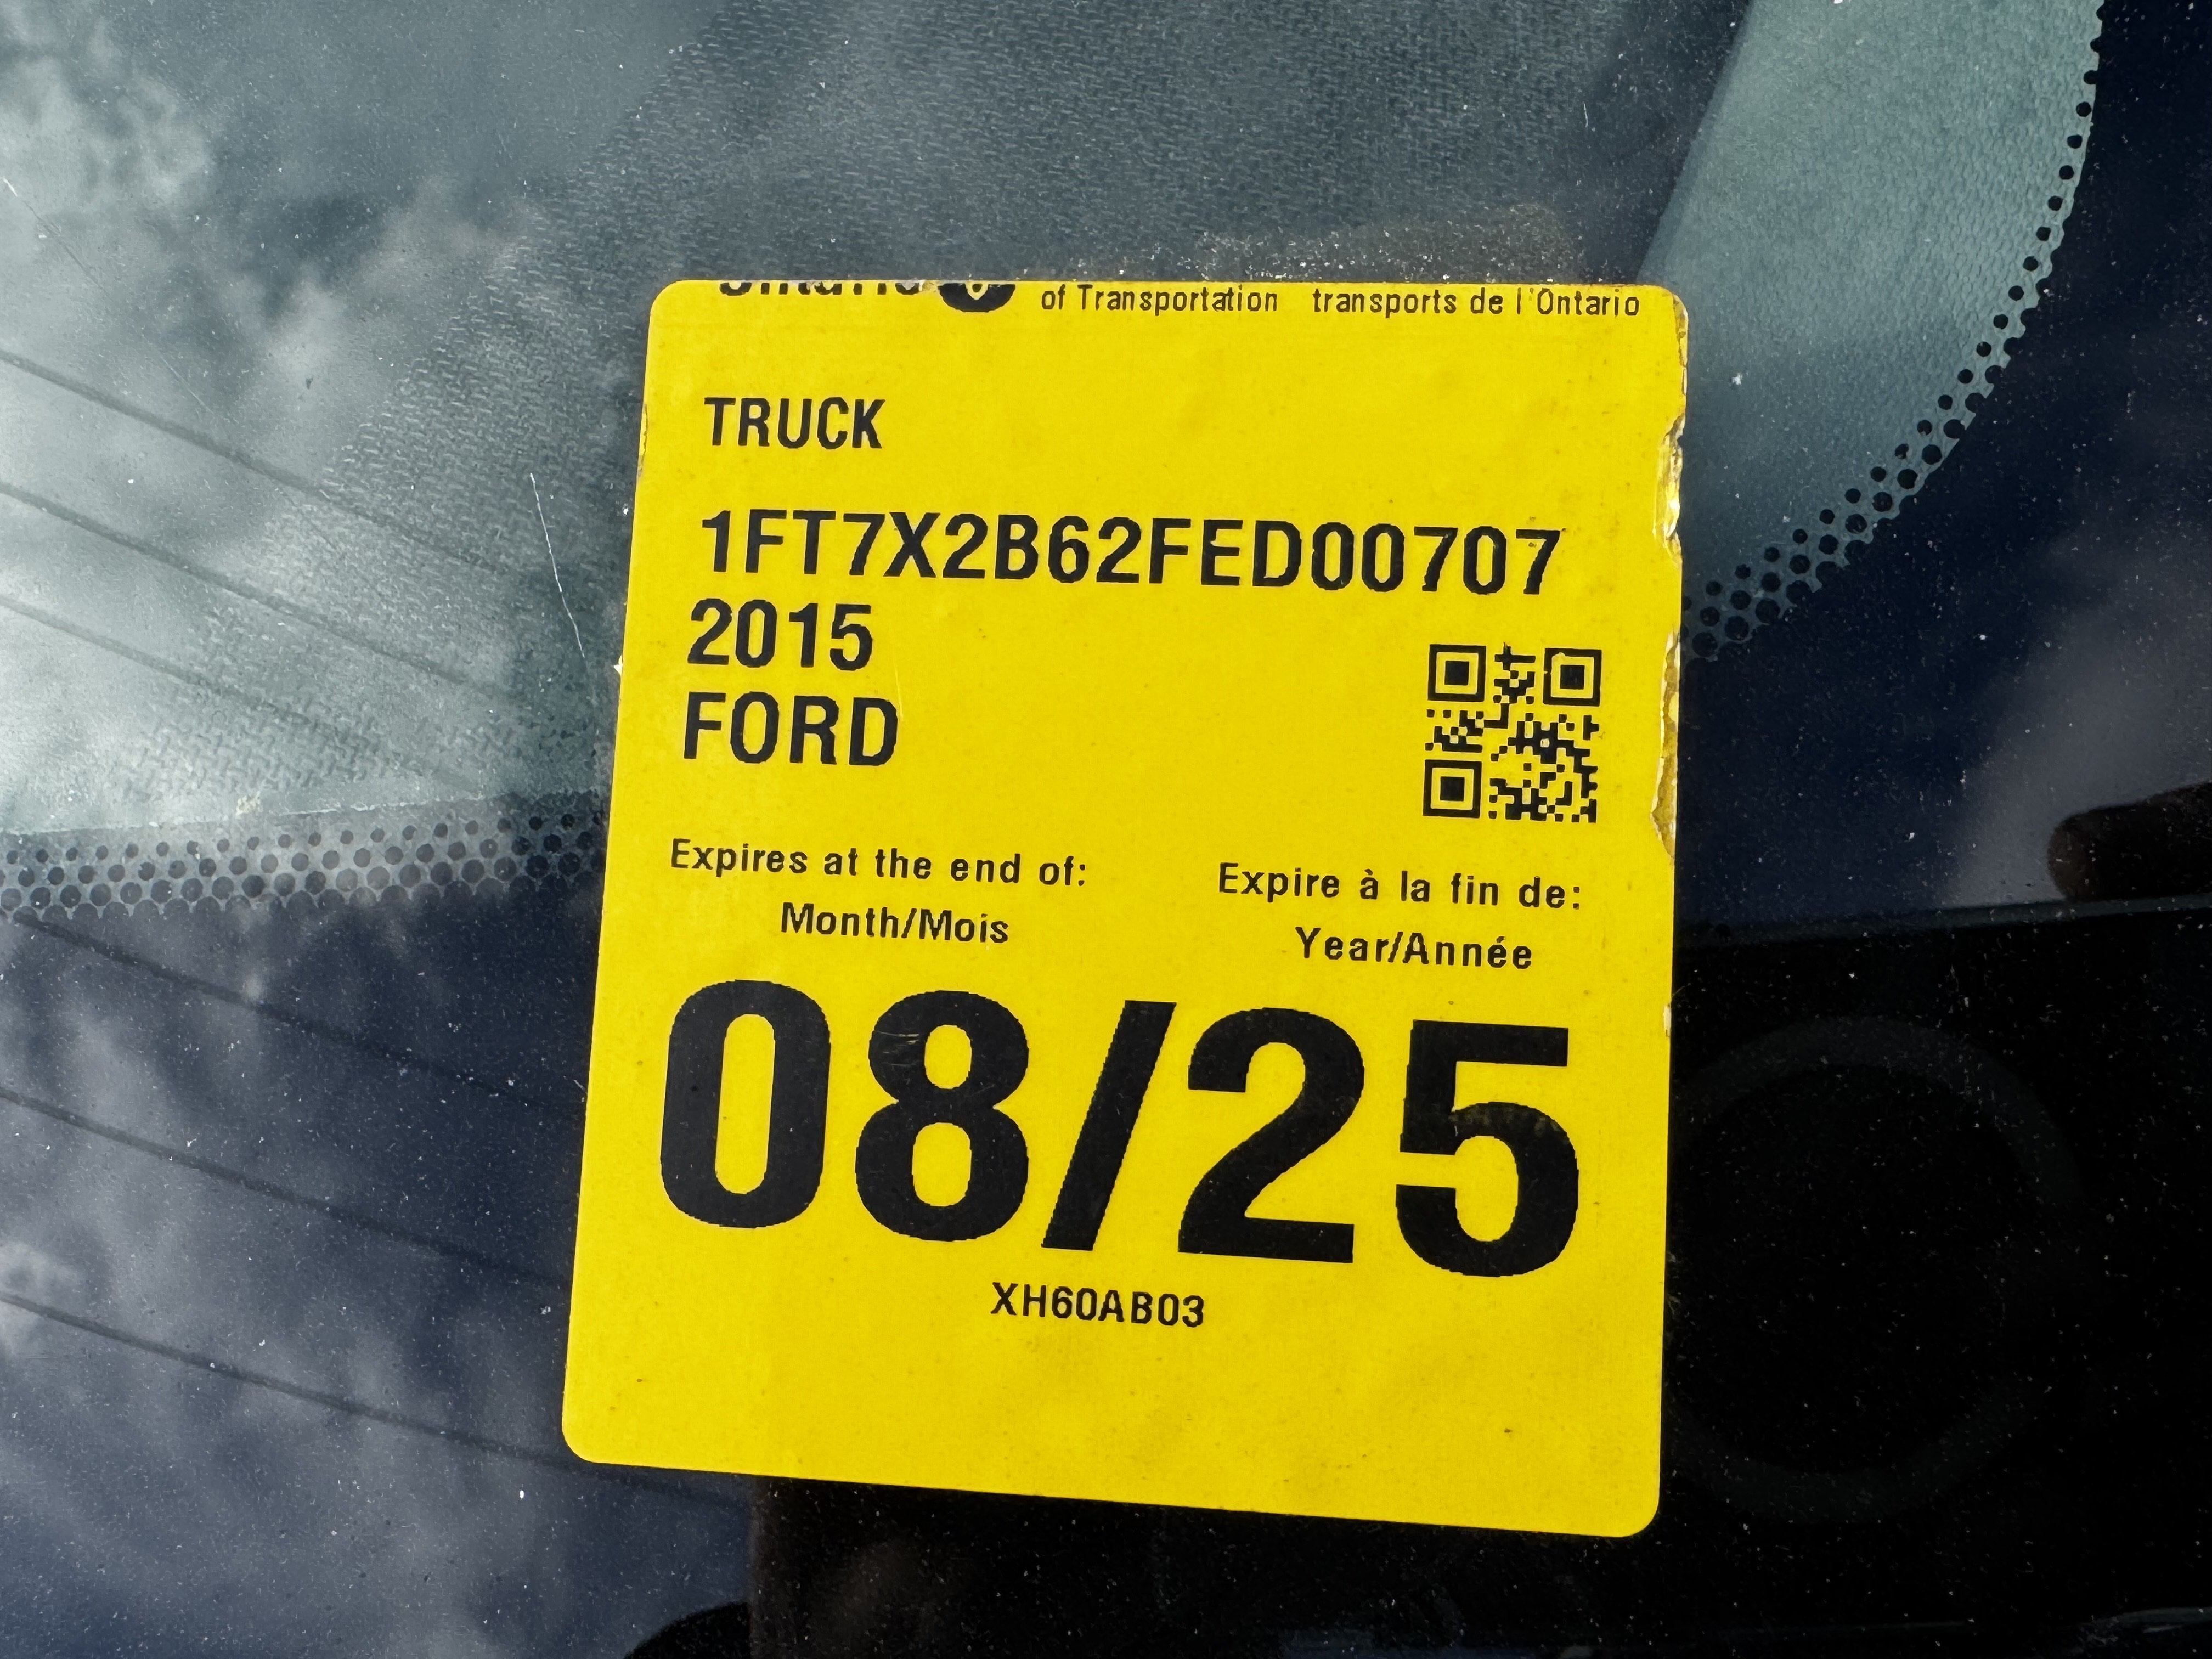 Ontario of Transportation transports de l'Ontario
TRUCK
1FT7X2B62FED00707
2015
FORD
Expires at the end of: Expire à la fin de:
Month/Mois Year/Année
08/25
XH60AB03